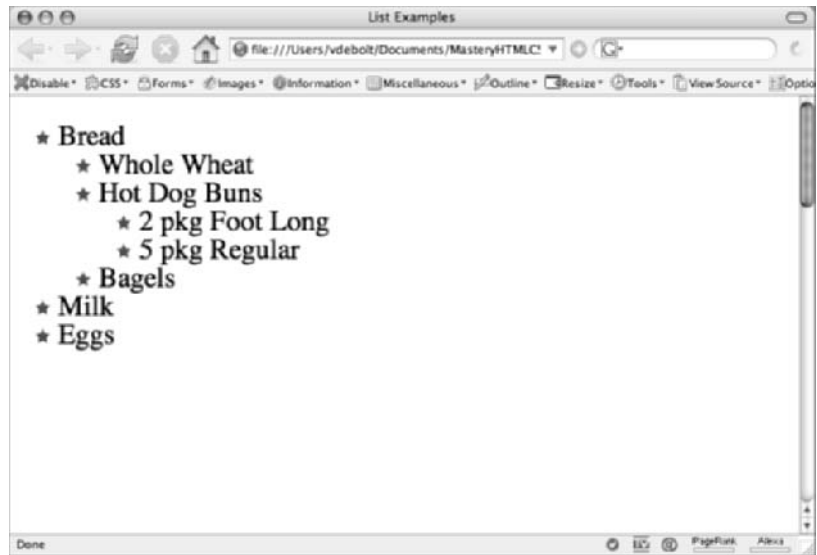 List Examples
file:///Users/vdebolt/Documents/MasteryHTMLC
Disable CSS Forms Images Information Miscellaneous Outline Resize Tools View Source Optio
Bread
Whole Wheat
Hot Dog Buns
2 pkg Foot Long
5 pkg Regular
Bagels
Milk
Eggs
Done PageRank Alexa